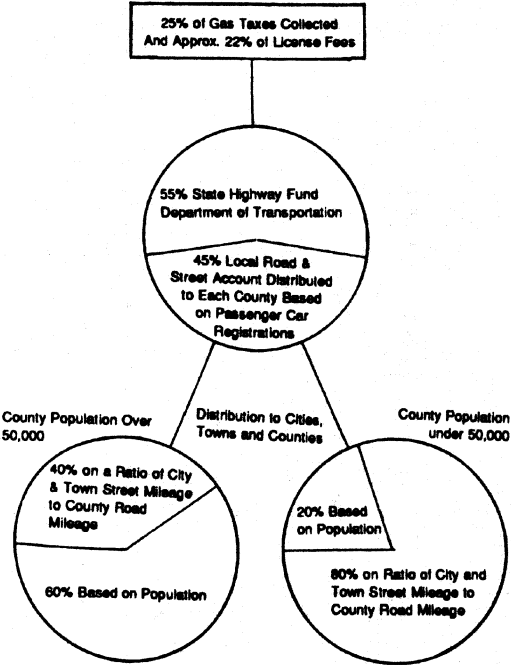 25% of Gas Taxes Collected
And Approx. 22% of License Fees
55% State Highway Fund
Department of Transportation
45% Local Road &
Street Account Distributed
to Each County Based
on Passenger Car
Registrations
County Population Over
50,000
Distribution to Cities,
Towns and Counties
County Population
under 50,000
40% on a Ratio of City
& Town Street Mileage
to County Road
Mileage
60% Based on Population
20% Based
on Population
80% on Ratio of City and
Town Street Mileage to
County Road Mileage